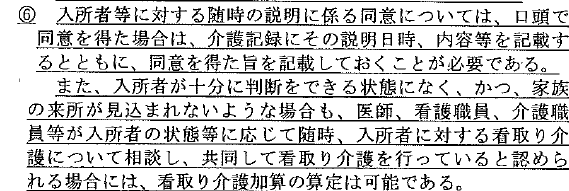 ⑥ 入所者等に対する随時の説明に係る同意については、口頭で
同意を得た場合は、介護記録にその説明日時、内容等を記載す
るとともに、同意を得た旨を記載しておくことが必要である。
また、入所者が十分に判断をできる状態になく、かつ、家族
の来所が見込まれないような場合も、医師、看護職員、介護職
員等が入所者の状態等に応じて随時、入所者に対する看取り介
護について相談し、共同して看取り介護を行っていると認めら
れる場合には、看取り介護加算の算定は可能である。